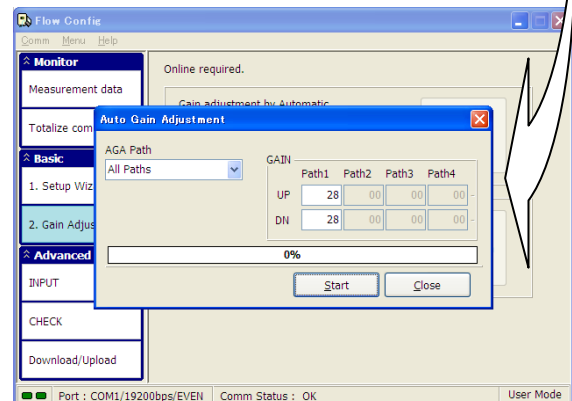 Flow Config
Comm Menu Help
Monitor
Measurement data
Totalize com
Basic
1. Setup Wiz
2. Gain Adjus
Advanced
INPUT
CHECK
Download/Upload
Online required.
Gain adjustment by Automatic
Auto Gain Adjustment
AGA Path
All Paths
GAIN
Path1 Path2 Path3 Path4
UP 28 00 00 00 -
DN 28 00 00 00 -
0%
Start Close
Port : COM1/19200bps/EVEN Comm Status : OK User Mode